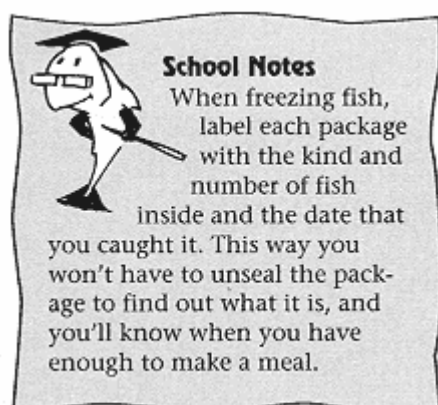 School Notes
When freezing fish,
label each package
with the kind and
number of fish
inside and the date that
you caught it. This way you
won't have to unseal the pack-
age to find out what it is, and
you'll know when you have
enough to make a meal.